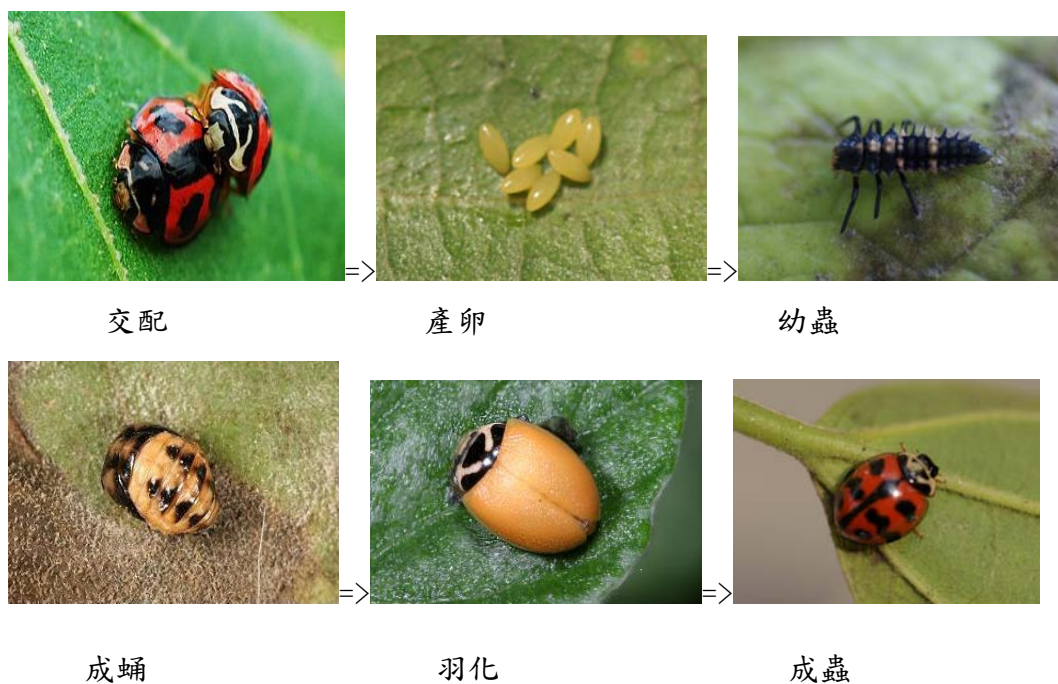 => =>
交配 產卵 幼蟲
=> =>
成蛹 羽化 成蟲